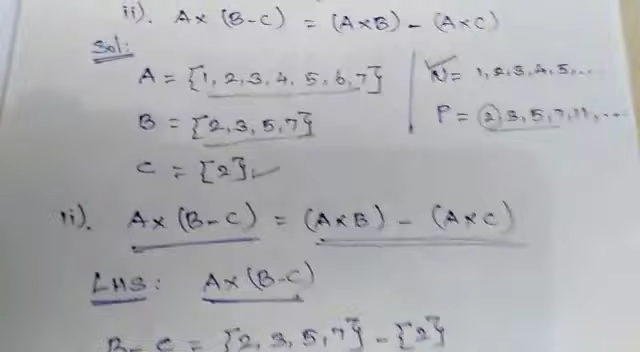 ii). A × (B – C) = (A × B) – (A × C)
Sol:
A = {1, 2, 3, 4, 5, 6, 7}
N = 1, 2, 3, 4, 5, ...
B = {2, 3, 5, 7}
P = 2, 3, 5, 7, 11, ...
C = {2}
ii). A × (B – C) = (A × B) – (A × C)
LHS: A × (B – C)
B – C = {2, 3, 5, 7} – {2}